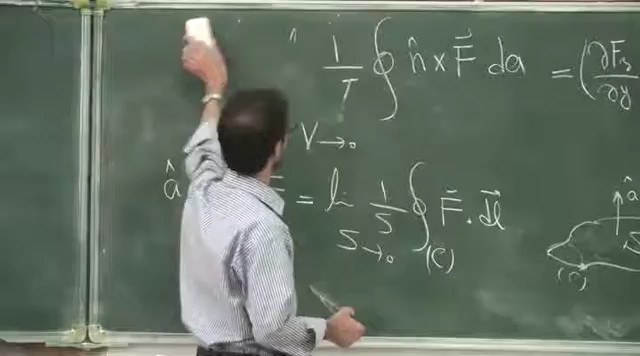 1/T ∮ n̂ × F⃗ da = (∂F₃/∂y
V→0
â = lim 1/S ∮ F⃗ . dl⃗
S→0 (C)
â
(C)